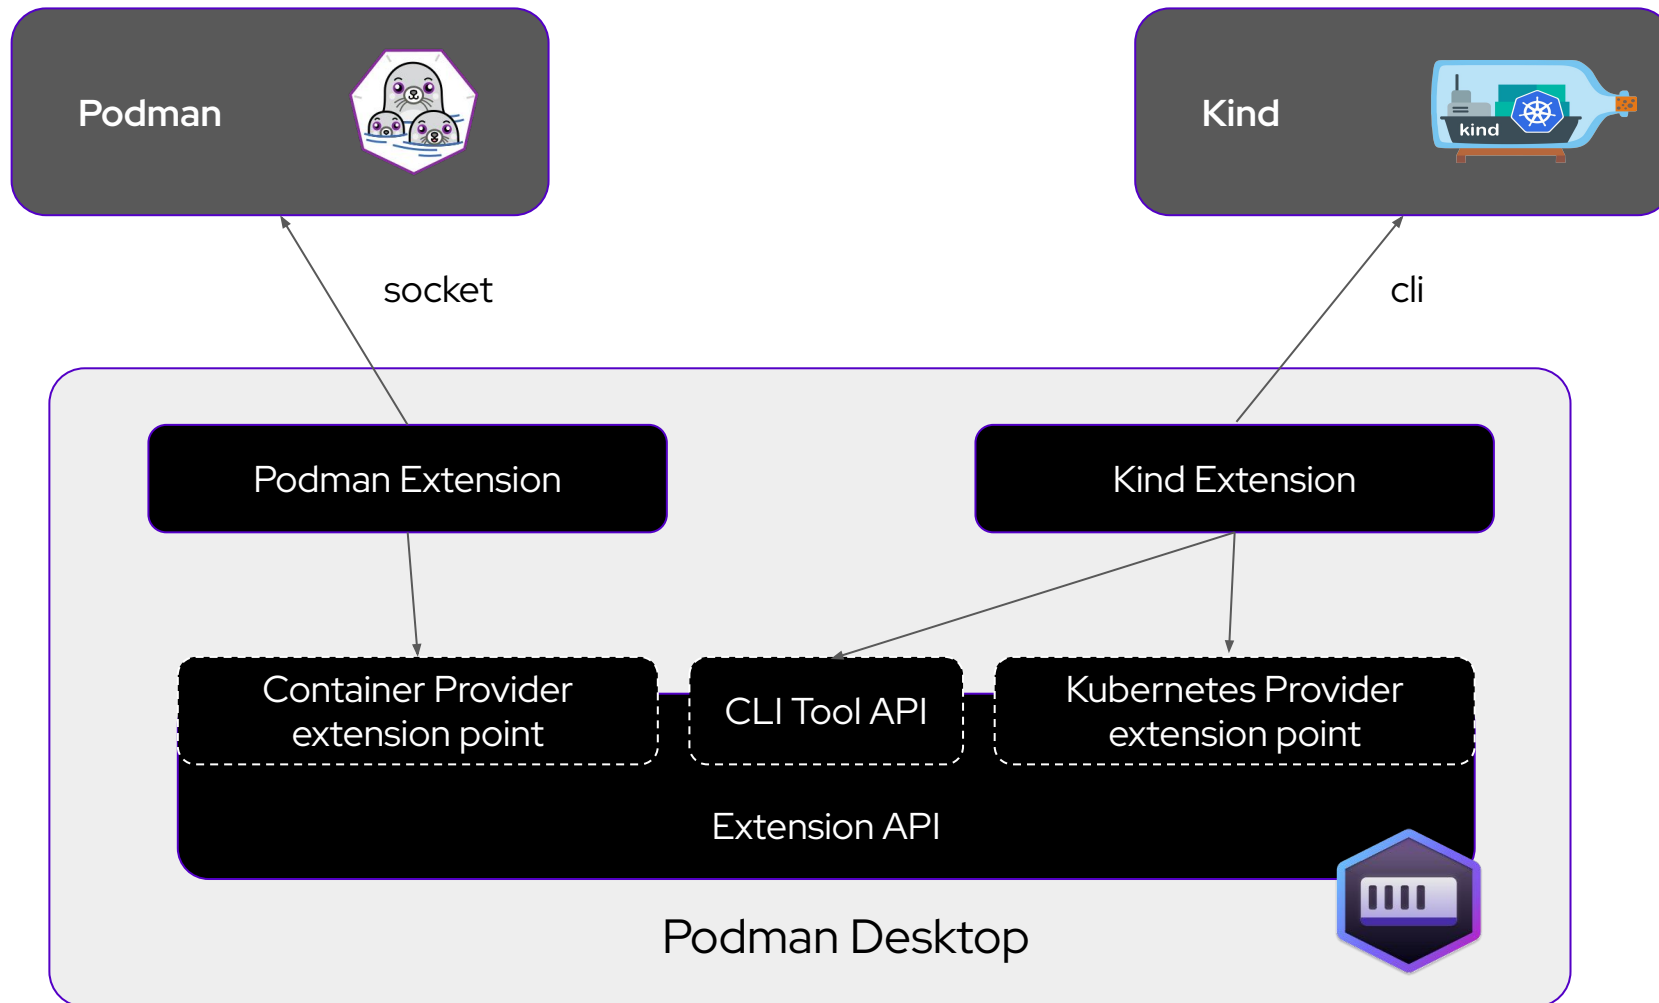 Podman
Kind
kind
socket
cli
Podman Extension
Kind Extension
Container Provider
extension point
CLI Tool API
Kubernetes Provider
extension point
Extension API
Podman Desktop